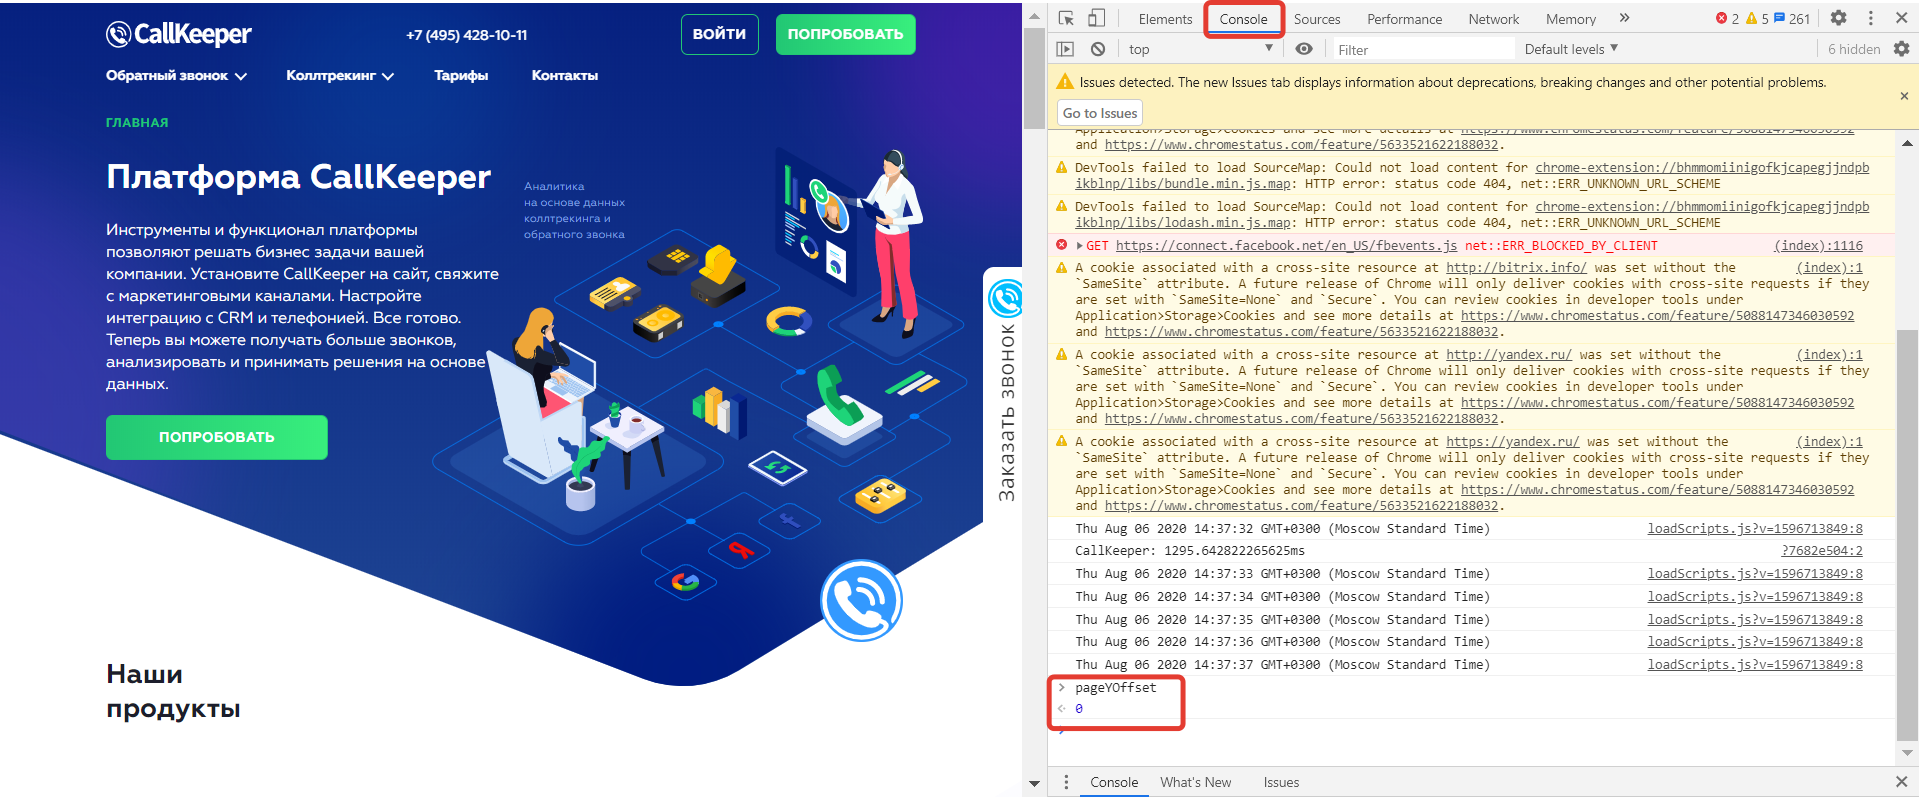 CallKeeper
+7 (495) 428-10-11
ВОЙТИ
ПОПРОБОВАТЬ
Обратный звонок
Коллтрекинг
Тарифы
Контакты
ГЛАВНАЯ
Платформа CallKeeper
Инструменты и функционал платформы
позволяют решать бизнес задачи вашей
компании. Установите CallKeeper на сайт, свяжите
с маркетинговыми каналами. Настройте
интеграцию с CRM и телефонией. Все готово.
Теперь вы можете получать больше звонков,
анализировать и принимать решения на основе
данных.
ПОПРОБОВАТЬ
Аналитика
на основе данных
коллтрекинга и
обратного звонка
Заказать звонок
Наши
продукты
Elements Console Sources Performance Network Memory » 2 5 261
top Filter Default levels 6 hidden
Issues detected. The new Issues tab displays information about deprecations, breaking changes and other potential problems.
Go to Issues
Application>Storage>Cookies and see more details at https://www.chromestatus.com/feature/5088147346030592
and https://www.chromestatus.com/feature/5633521622188032.
DevTools failed to load SourceMap: Could not load content for chrome-extension://bhmmomiinigofkjcapegjjndpb
ikblnp/libs/bundle.min.js.map: HTTP error: status code 404, net::ERR_UNKNOWN_URL_SCHEME
DevTools failed to load SourceMap: Could not load content for chrome-extension://bhmmomiinigofkjcapegjjndpb
ikblnp/libs/lodash.min.js.map: HTTP error: status code 404, net::ERR_UNKNOWN_URL_SCHEME
GET https://connect.facebook.net/en_US/fbevents.js net::ERR_BLOCKED_BY_CLIENT (index):1116
A cookie associated with a cross-site resource at http://bitrix.info/ was set without the (index):1
`SameSite` attribute. A future release of Chrome will only deliver cookies with cross-site requests if they
are set with `SameSite=None` and `Secure`. You can review cookies in developer tools under
Application>Storage>Cookies and see more details at https://www.chromestatus.com/feature/5088147346030592
and https://www.chromestatus.com/feature/5633521622188032.
A cookie associated with a cross-site resource at http://yandex.ru/ was set without the (index):1
`SameSite` attribute. A future release of Chrome will only deliver cookies with cross-site requests if they
are set with `SameSite=None` and `Secure`. You can review cookies in developer tools under
Application>Storage>Cookies and see more details at https://www.chromestatus.com/feature/5088147346030592
and https://www.chromestatus.com/feature/5633521622188032.
A cookie associated with a cross-site resource at https://yandex.ru/ was set without the (index):1
`SameSite` attribute. A future release of Chrome will only deliver cookies with cross-site requests if they
are set with `SameSite=None` and `Secure`. You can review cookies in developer tools under
Application>Storage>Cookies and see more details at https://www.chromestatus.com/feature/5088147346030592
and https://www.chromestatus.com/feature/5633521622188032.
Thu Aug 06 2020 14:37:32 GMT+0300 (Moscow Standard Time) loadScripts.js?v=1596713849:8
CallKeeper: 1295.642822265625ms ?7682e504:2
Thu Aug 06 2020 14:37:33 GMT+0300 (Moscow Standard Time) loadScripts.js?v=1596713849:8
Thu Aug 06 2020 14:37:34 GMT+0300 (Moscow Standard Time) loadScripts.js?v=1596713849:8
Thu Aug 06 2020 14:37:35 GMT+0300 (Moscow Standard Time) loadScripts.js?v=1596713849:8
Thu Aug 06 2020 14:37:36 GMT+0300 (Moscow Standard Time) loadScripts.js?v=1596713849:8
Thu Aug 06 2020 14:37:37 GMT+0300 (Moscow Standard Time) loadScripts.js?v=1596713849:8
pageYOffset
0
Console What's New Issues